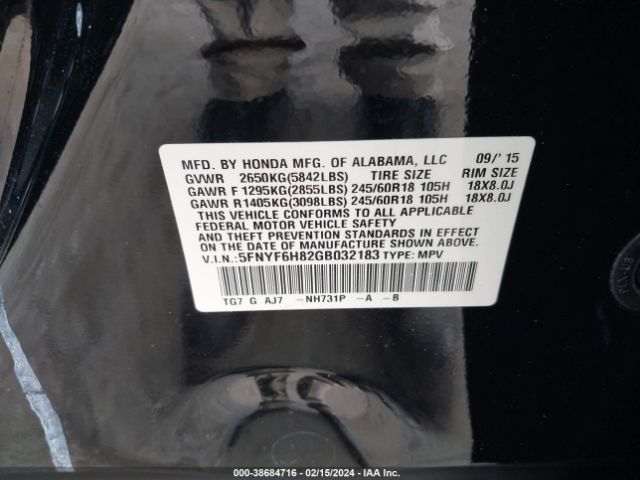 MFD. BY HONDA MFG. OF ALABAMA, LLC 09/' 15
GVWR 2650KG(5842LBS) TIRE SIZE RIM SIZE
GAWR F 1295KG(2855LBS) 245/60R18 105H 18X8.0J
GAWR R1405KG(3098LBS) 245/60R18 105H 18X8.0J
THIS VEHICLE CONFORMS TO ALL APPLICABLE
FEDERAL MOTOR VEHICLE SAFETY
AND THEFT PREVENTION STANDARDS IN EFFECT
ON THE DATE OF MANUFACTURE SHOWN ABOVE.
V.I.N.: 5FNYF6H82GB032183 TYPE: MPV
TG7 G AJ7 -NH731P -A -B
000-38684716 - 02/15/2024 - IAA Inc.